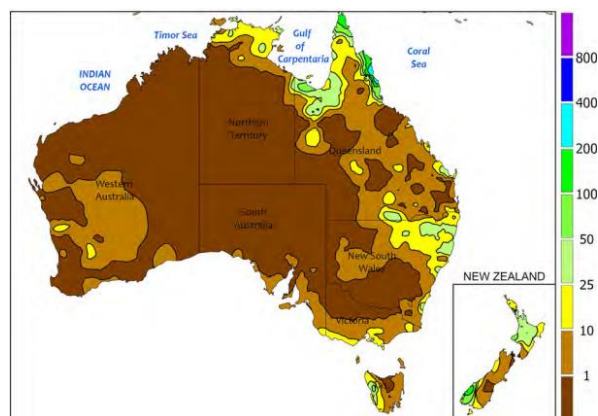 Timor Sea
Gulf
of
Carpentaria
Coral
Sea
INDIAN
OCEAN
Northern
Territory
Queensland
Western
Australia
South
Australia
New South
Wales
Victoria
NEW ZEALAND
800
400
200
100
50
25
10
1